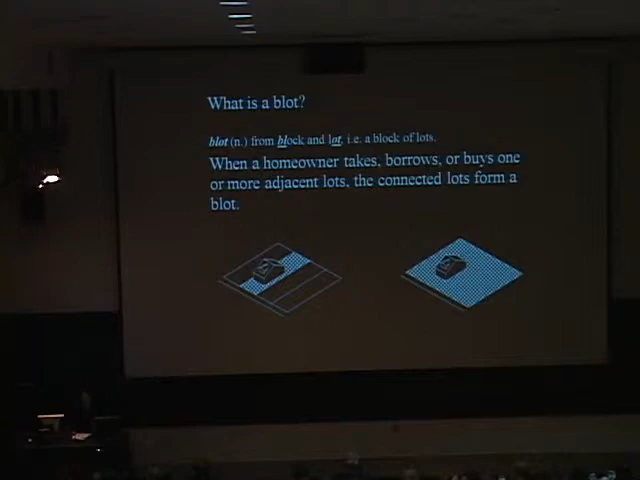 What is a blot?
blot (n.) from block and lot, i.e. a block of lots.
When a homeowner takes, borrows, or buys one
or more adjacent lots, the connected lots form a
blot.